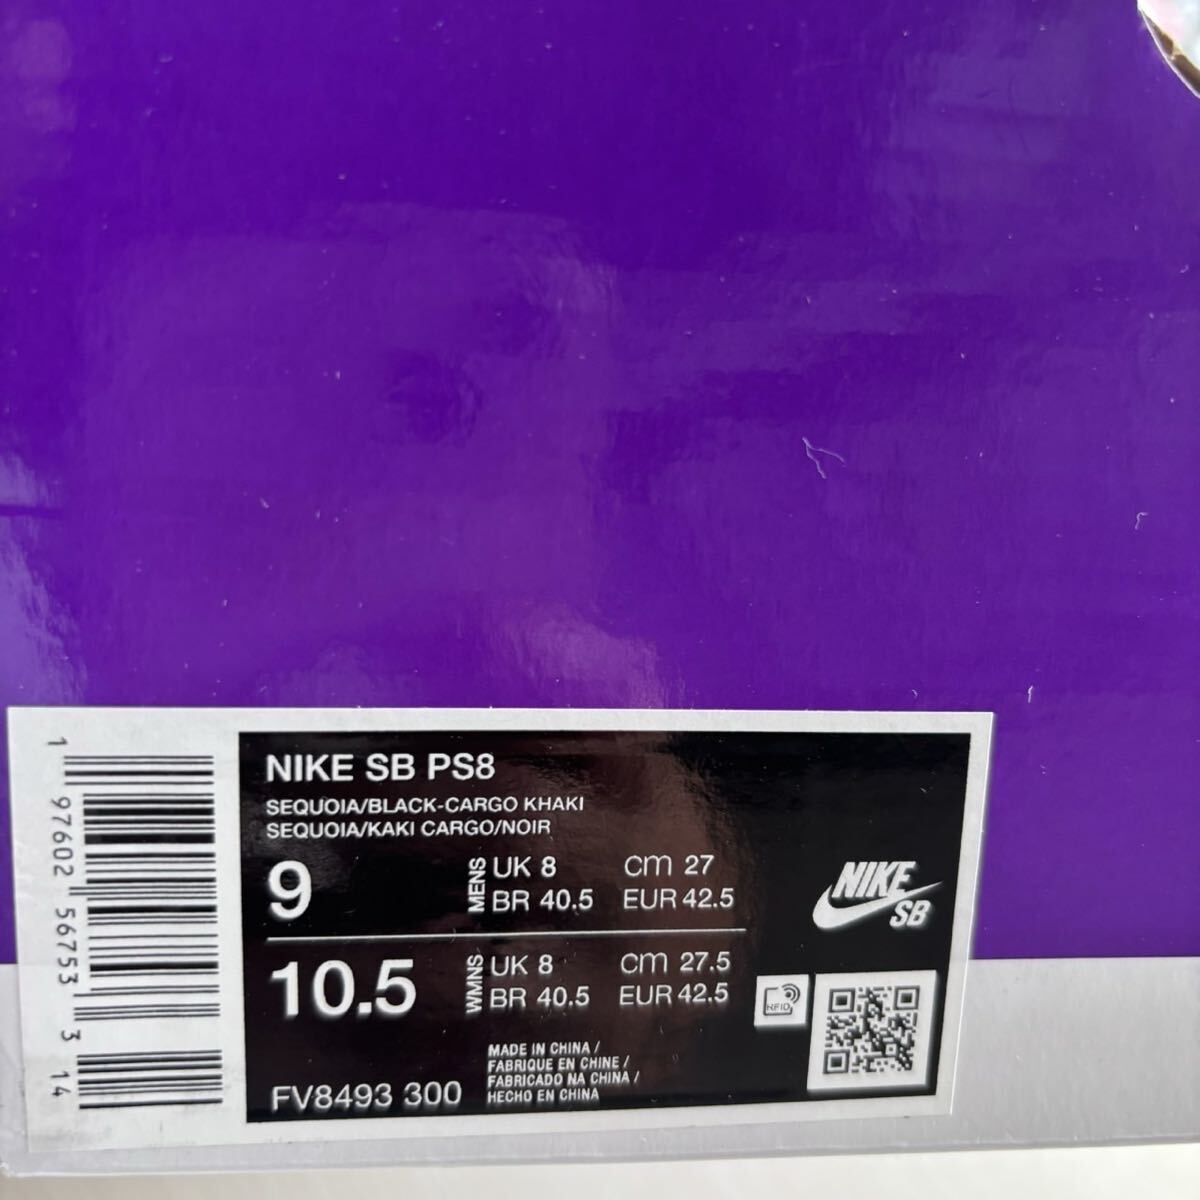 1 97602 56753 3 14
NIKE SB PS8
SEQUOIA/BLACK-CARGO KHAKI
SEQUOIA/KAKI CARGO/NOIR
9 MENS UK 8 CM 27
BR 40.5 EUR 42.5
10.5 WMNS UK 8 CM 27.5
BR 40.5 EUR 42.5
NIKE
SB
RFID
FV8493 300
MADE IN CHINA /
FABRIQUE EN CHINE /
FABRICADO NA CHINA /
HECHO EN CHINA